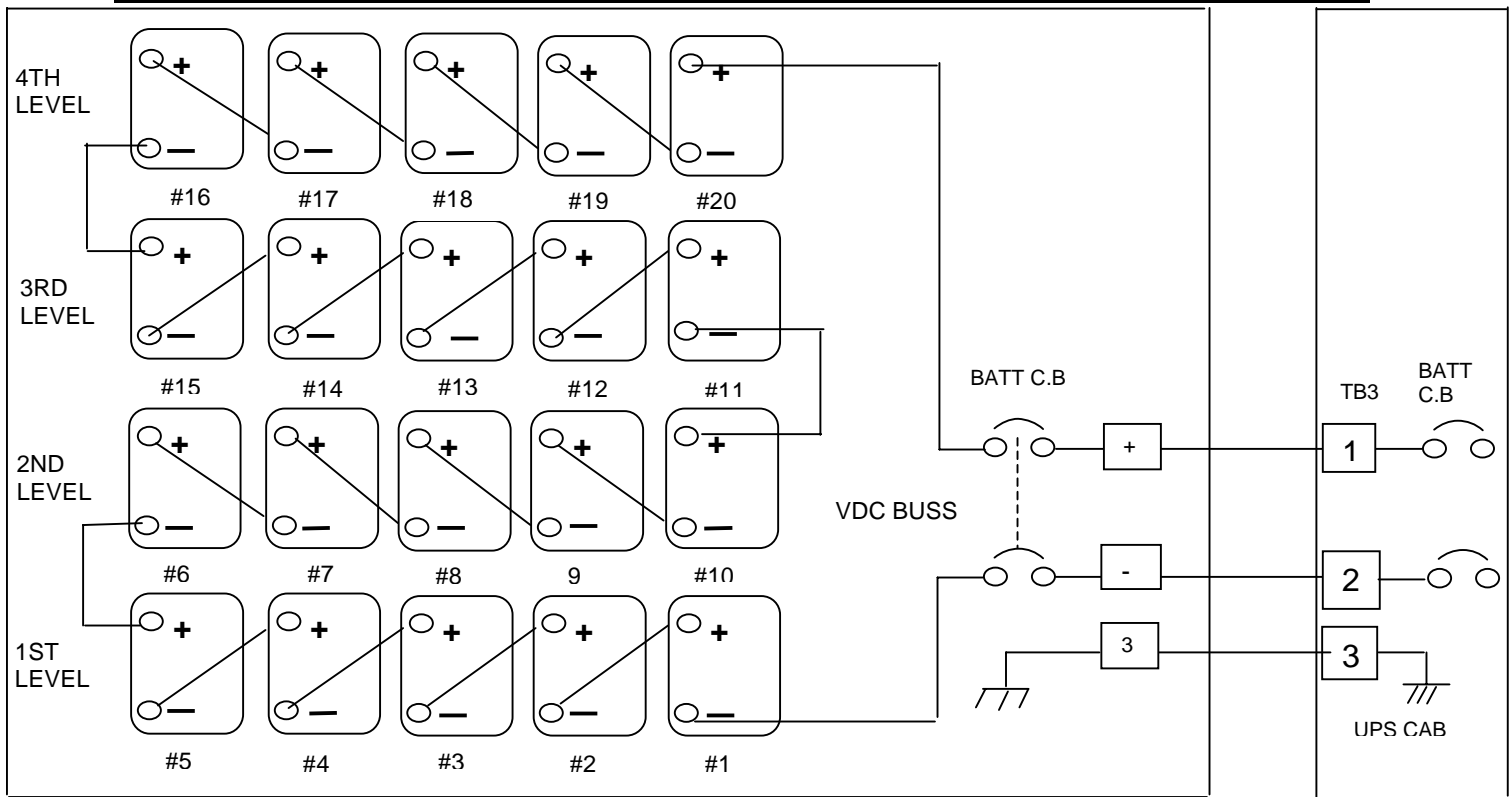 4TH
LEVEL
+ + + + +
— — — — —
#16 #17 #18 #19 #20
3RD
LEVEL
+ + + + +
— — — — —
#15 #14 #13 #12 #11
BATT C.B
TB3
BATT
C.B
2ND
LEVEL
+ + + + +
— — — — —
+
1
VDC BUSS
#6 #7 #8 9 #10
-
2
1ST
LEVEL
+ + + + +
— — — — —
3
3
UPS CAB
#5 #4 #3 #2 #1